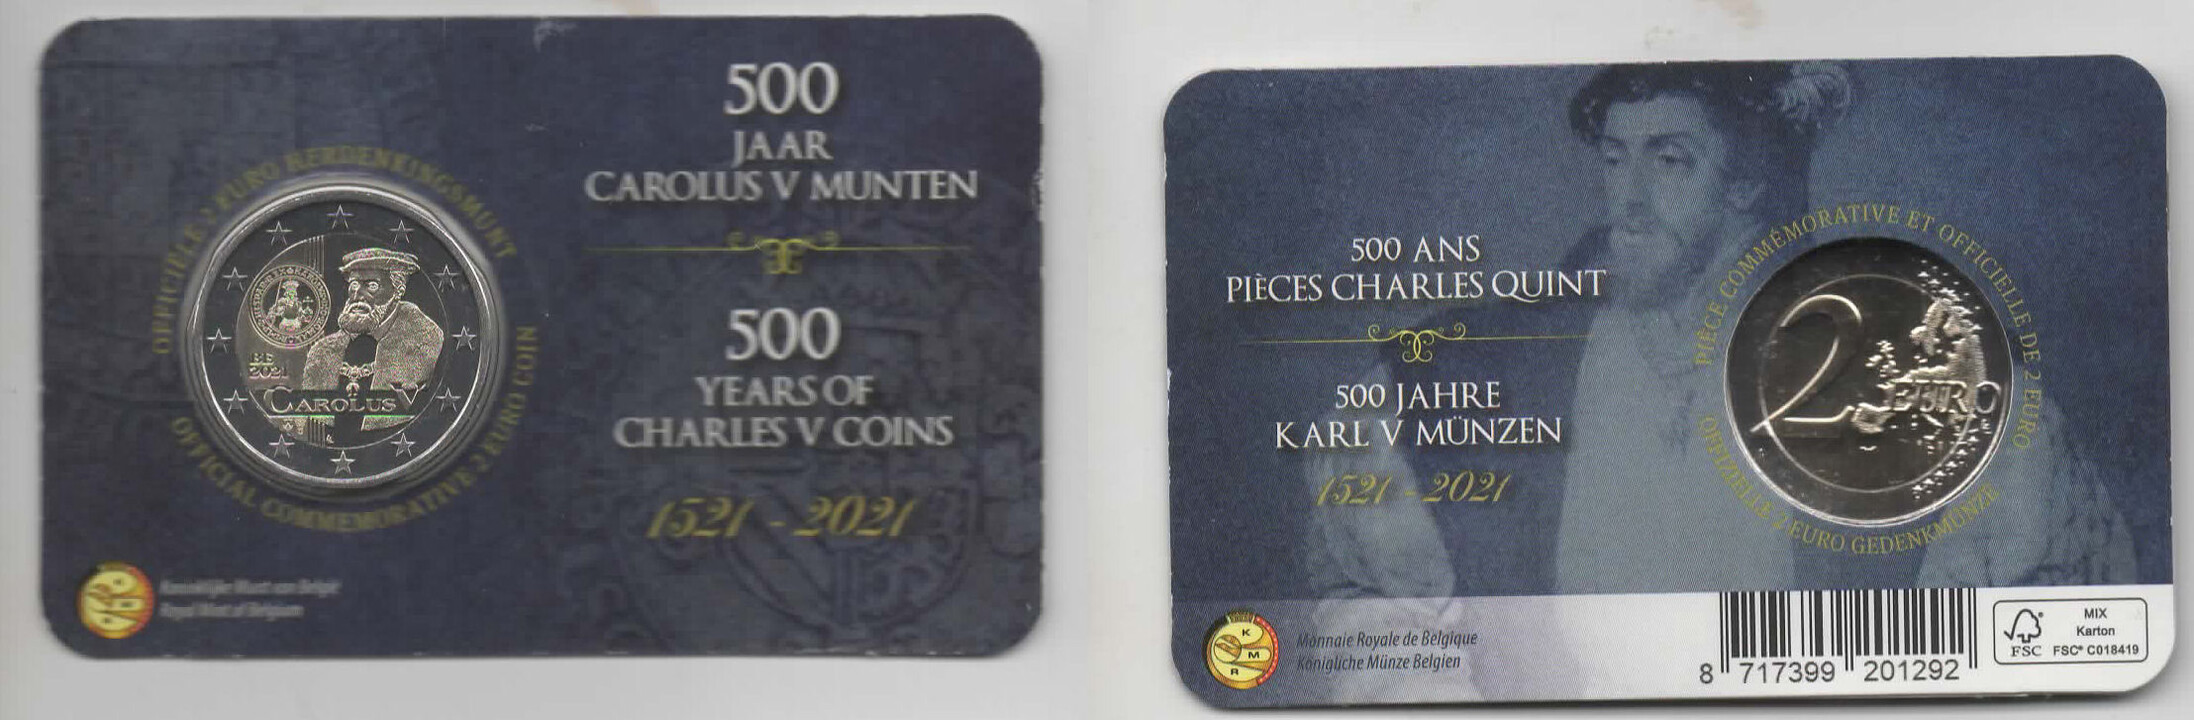 500
JAAR
CAROLUS V MUNTEN
500
YEARS OF
CHARLES V COINS
1521 - 2021
OFFICIËLE 2 EURO HERDENKINGSMUNT
OFFICIAL COMMEMORATIVE 2 EURO COIN
BE
2021
CAROLUS V
Koninklijke Munt van België
Royal Mint of Belgium
500 ANS
PIÈCES CHARLES QUINT
500 JAHRE
KARL V MÜNZEN
1521 - 2021
PIÈCE COMMÉMORATIVE ET OFFICIELLE DE 2 EURO
OFFIZIELLE 2 EURO GEDENKMÜNZE
2 EURO
K
M
R
Monnaie Royale de Belgique
Königliche Münze Belgien
8 717399 201292
MIX
Karton
FSC FSC® C018419